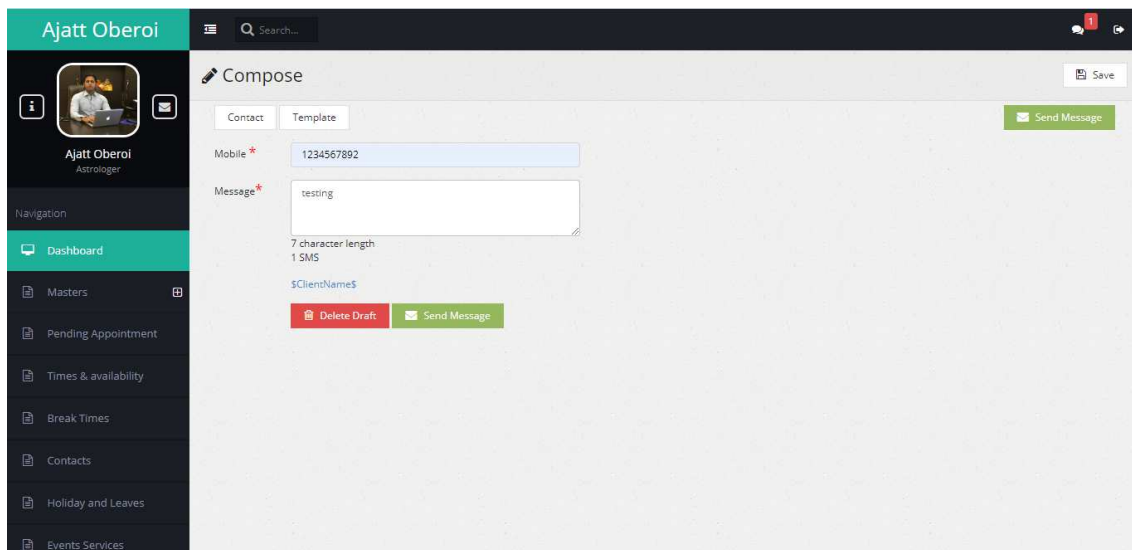 Ajatt Oberoi
Search...
1
Ajatt Oberoi
Astrologer
Navigation
Dashboard
Masters
Pending Appointment
Times & availability
Break Times
Contacts
Holiday and Leaves
Events Services
Compose
Save
Contact
Template
Send Message
Mobile *
1234567892
Message*
testing
7 character length
1 SMS
$ClientName$
Delete Draft
Send Message